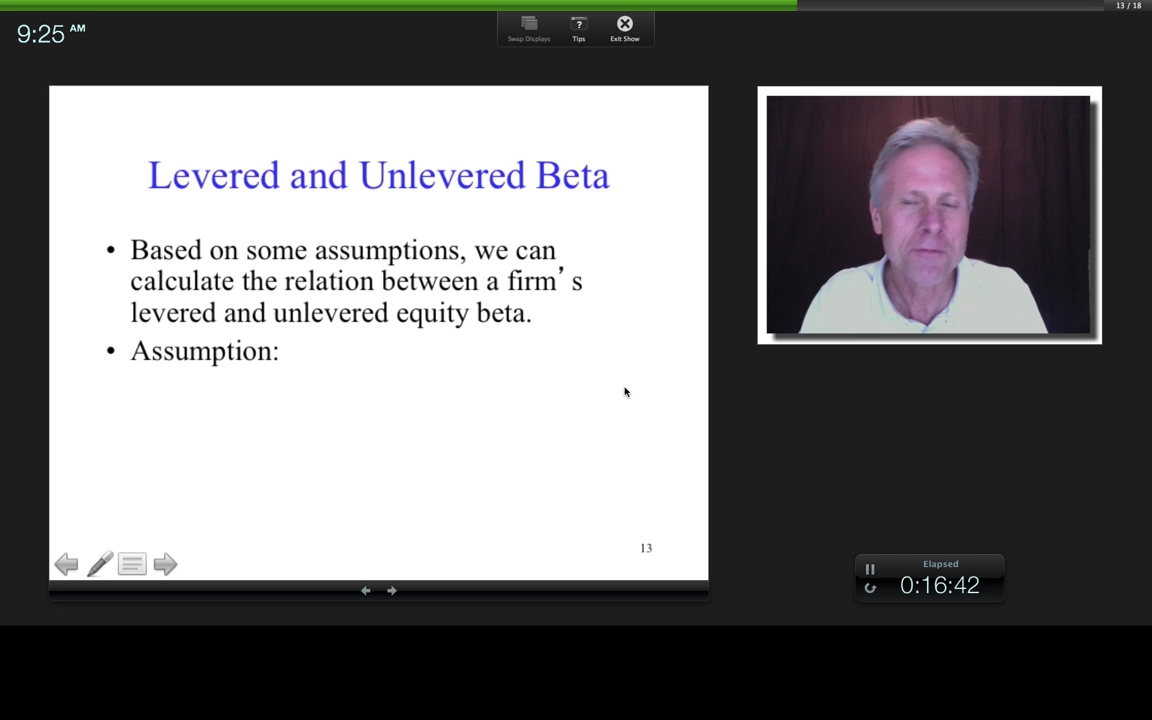 13 / 18
9:25 AM
Swap Displays
?
Tips
Exit Show
Levered and Unlevered Beta
• Based on some assumptions, we can
calculate the relation between a firm’s
levered and unlevered equity beta.
• Assumption:
13
Elapsed
0:16:42